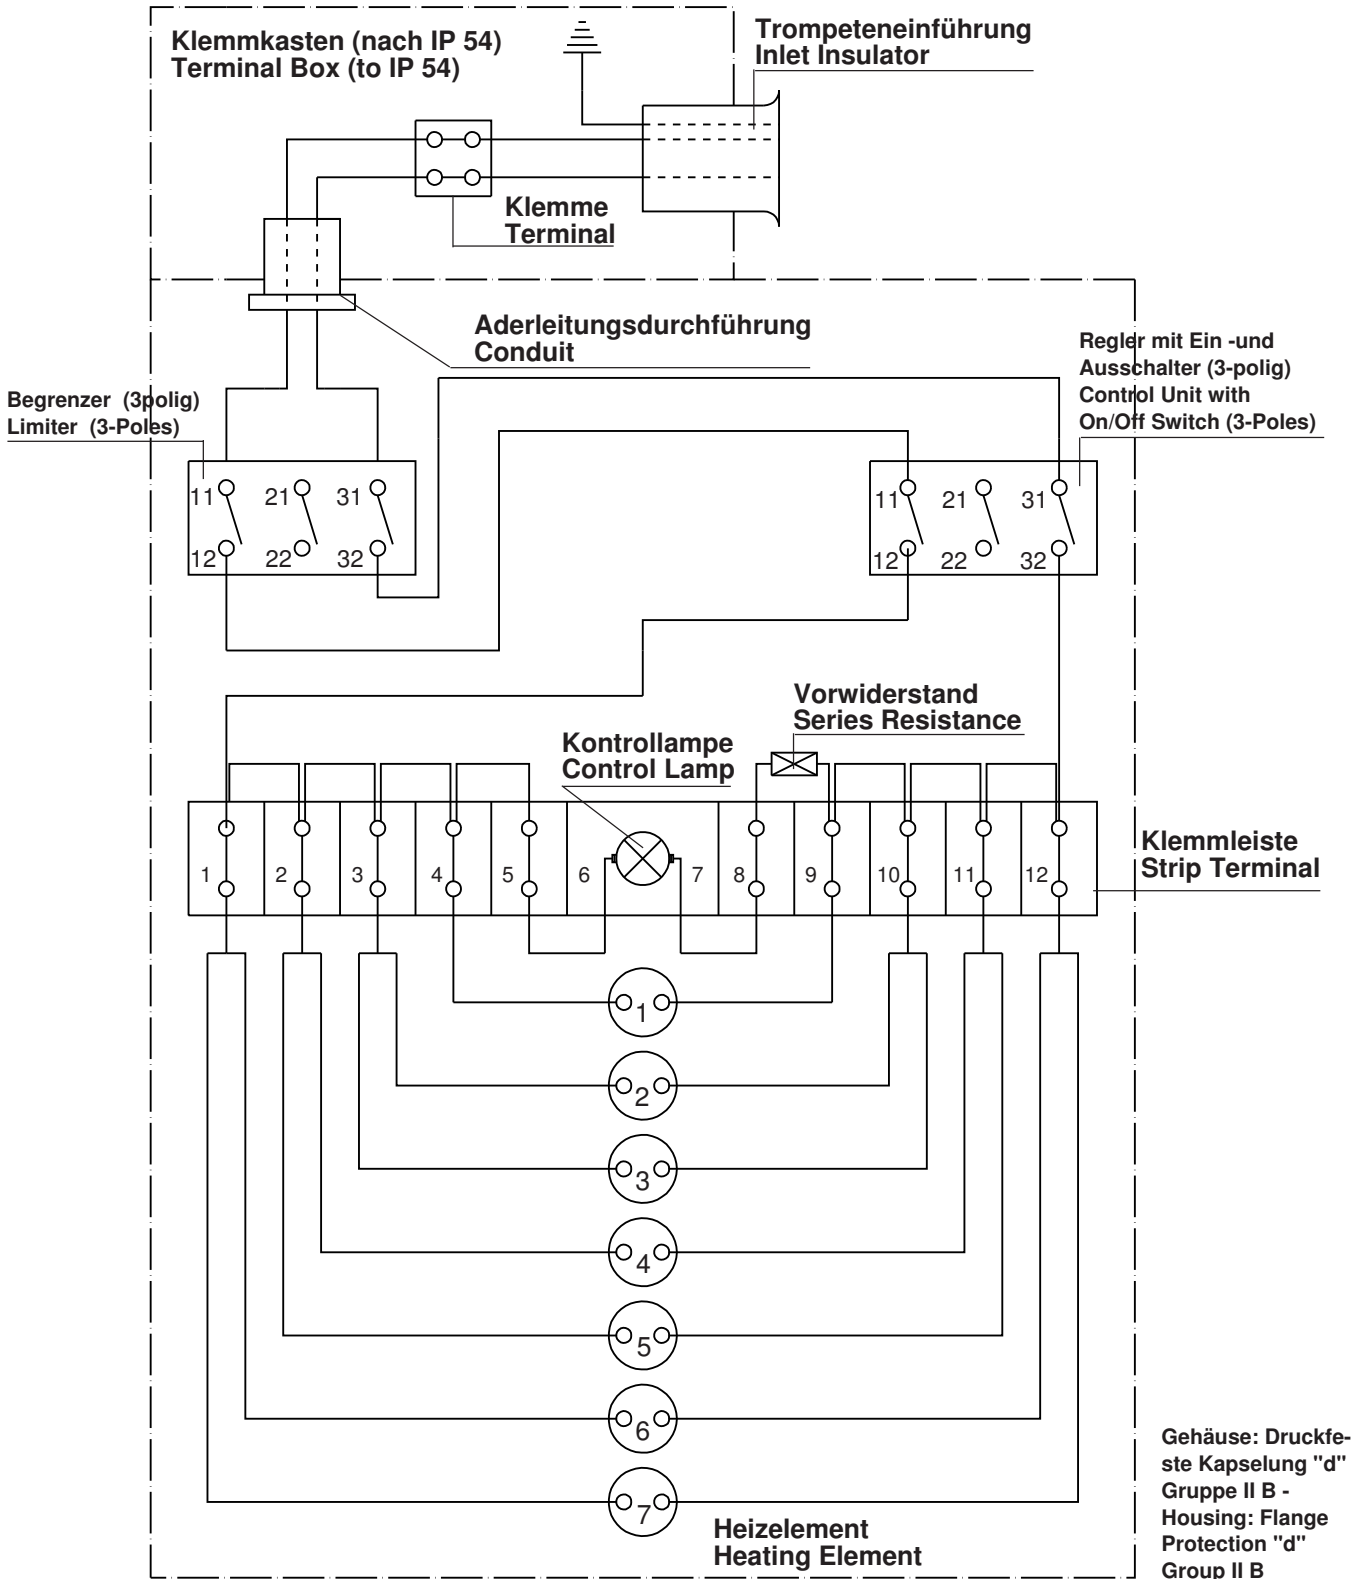 Klemmkasten (nach IP 54)
Terminal Box (to IP 54)
Trompeteneinführung
Inlet Insulator
Klemme
Terminal
Aderleitungsdurchführung
Conduit
Regler mit Ein -und
Ausschalter (3-polig)
Control Unit with
On/Off Switch (3-Poles)
Begrenzer (3polig)
Limiter (3-Poles)
11 21 31
12 22 32
11 21 31
12 22 32
Vorwiderstand
Series Resistance
Kontrollampe
Control Lamp
Klemmleiste
Strip Terminal
1 2 3 4 5 6 7 8 9 10 11 12
1
2
3
4
5
6
7
Heizelement
Heating Element
Gehäuse: Druckfe-
ste Kapselung "d"
Gruppe II B -
Housing: Flange
Protection "d"
Group II B